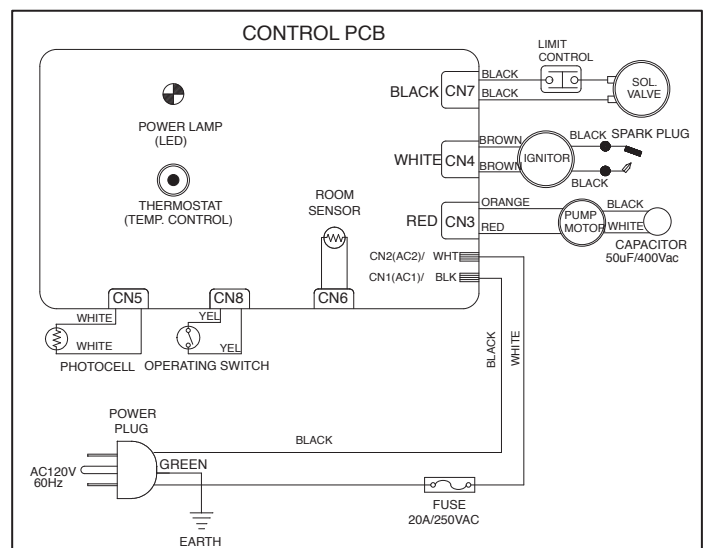 CONTROL PCB
POWER LAMP
(LED)
THERMOSTAT
(TEMP. CONTROL)
ROOM
SENSOR
LIMIT
CONTROL
BLACK CN7
BLACK
BLACK
SOL.
VALVE
WHITE CN4
BROWN
BROWN
IGNITOR
BLACK
SPARK PLUG
BLACK
RED CN3
ORANGE
RED
PUMP
MOTOR
BLACK
WHITE
CAPACITOR
50uF/400Vac
CN2(AC2)/ WHT
CN1(AC1)/ BLK
CN5
CN8
CN6
WHITE
WHITE
PHOTOCELL
YEL
YEL
OPERATING SWITCH
BLACK
WHITE
POWER
PLUG
BLACK
GREEN
AC120V
60Hz
EARTH
FUSE
20A/250VAC